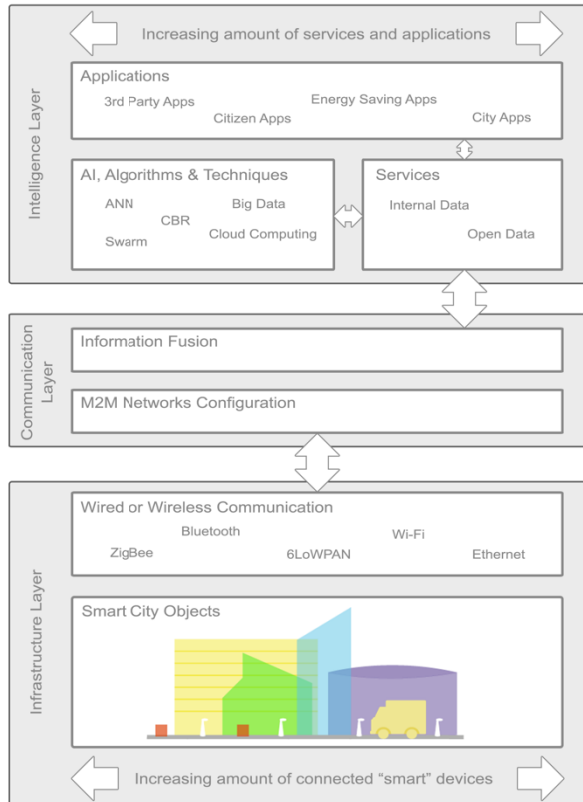 Increasing amount of services and applications
Intelligence Layer
Applications
3rd Party Apps
Citizen Apps
Energy Saving Apps
City Apps
AI, Algorithms & Techniques
ANN
CBR
Swarm
Big Data
Cloud Computing
Services
Internal Data
Open Data
Communication
Layer
Information Fusion
M2M Networks Configuration
Infrastructure Layer
Wired or Wireless Communication
Bluetooth
ZigBee
6LoWPAN
Wi-Fi
Ethernet
Smart City Objects
Increasing amount of connected “smart” devices